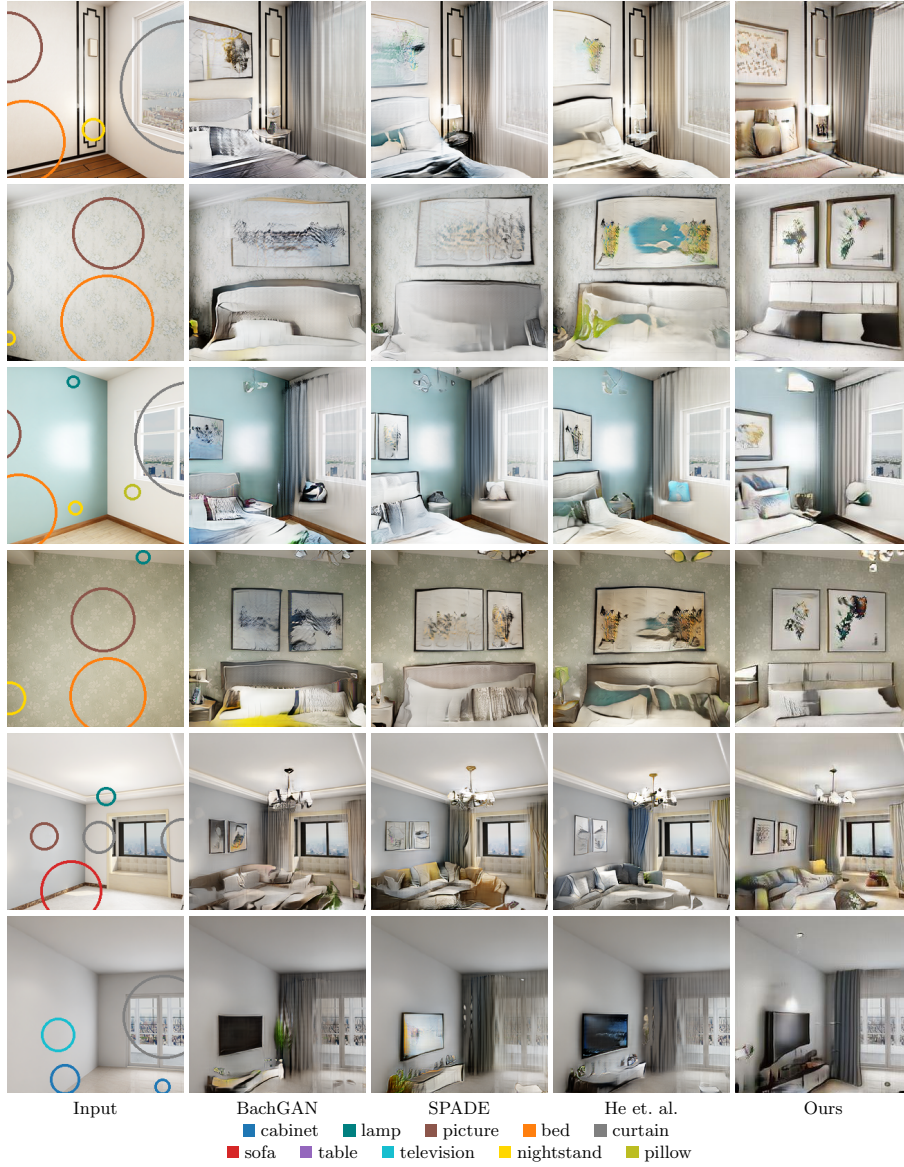 Input BachGAN SPADE He et. al. Ours
cabinet lamp picture bed curtain
sofa table television nightstand pillow